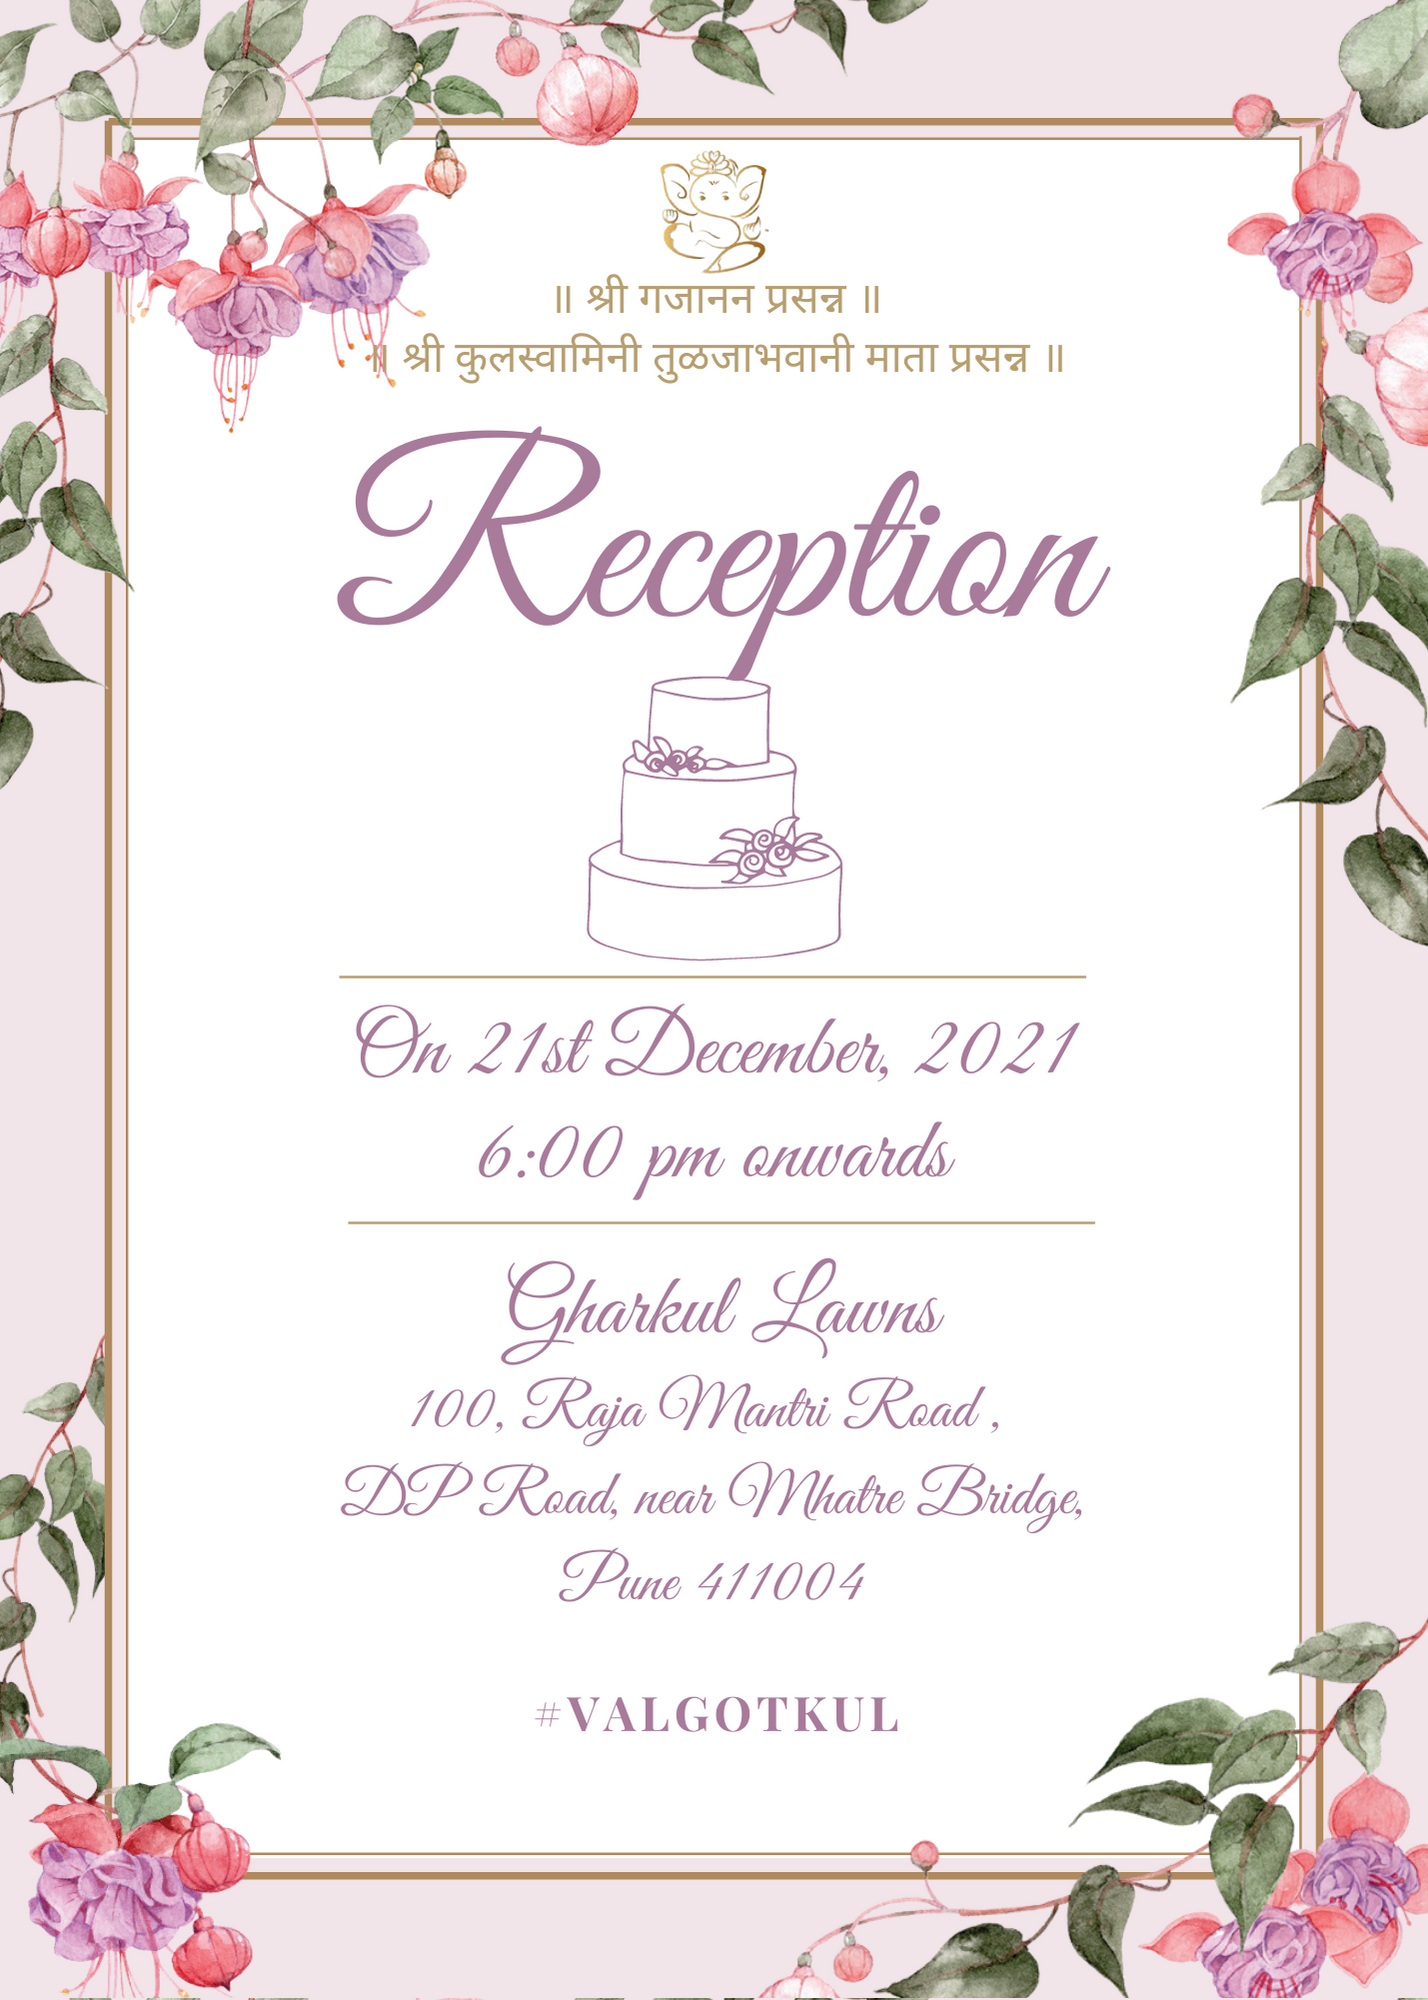 ॥ श्री गजानन प्रसन्न ॥
॥ श्री कुलस्वामिनी तुळजाभवानी माता प्रसन्न ॥
Reception
On 21st December, 2021
6:00 pm onwards
Gharkul Lawns
100, Raja Mantri Road ,
DP Road, near Mhatre Bridge,
Pune 411004
#VALGOTKUL